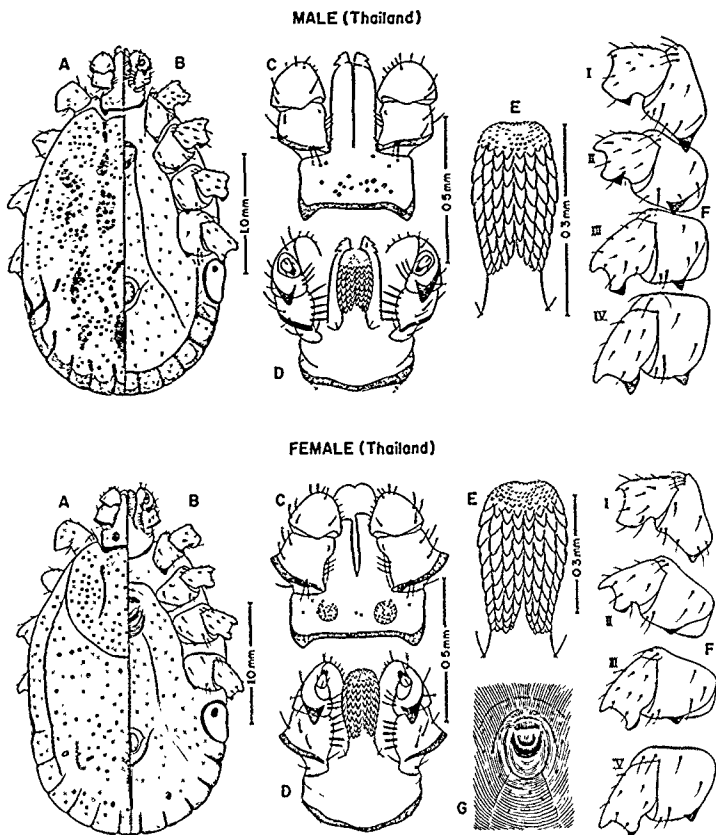 MALE (Thailand)
A
B
C
D
E
F
I
II
III
IV
1.0 mm
0.5 mm
0.3 mm
FEMALE (Thailand)
A
B
C
D
E
F
G
I
II
III
V
1.0 mm
0.5 mm
0.3 mm